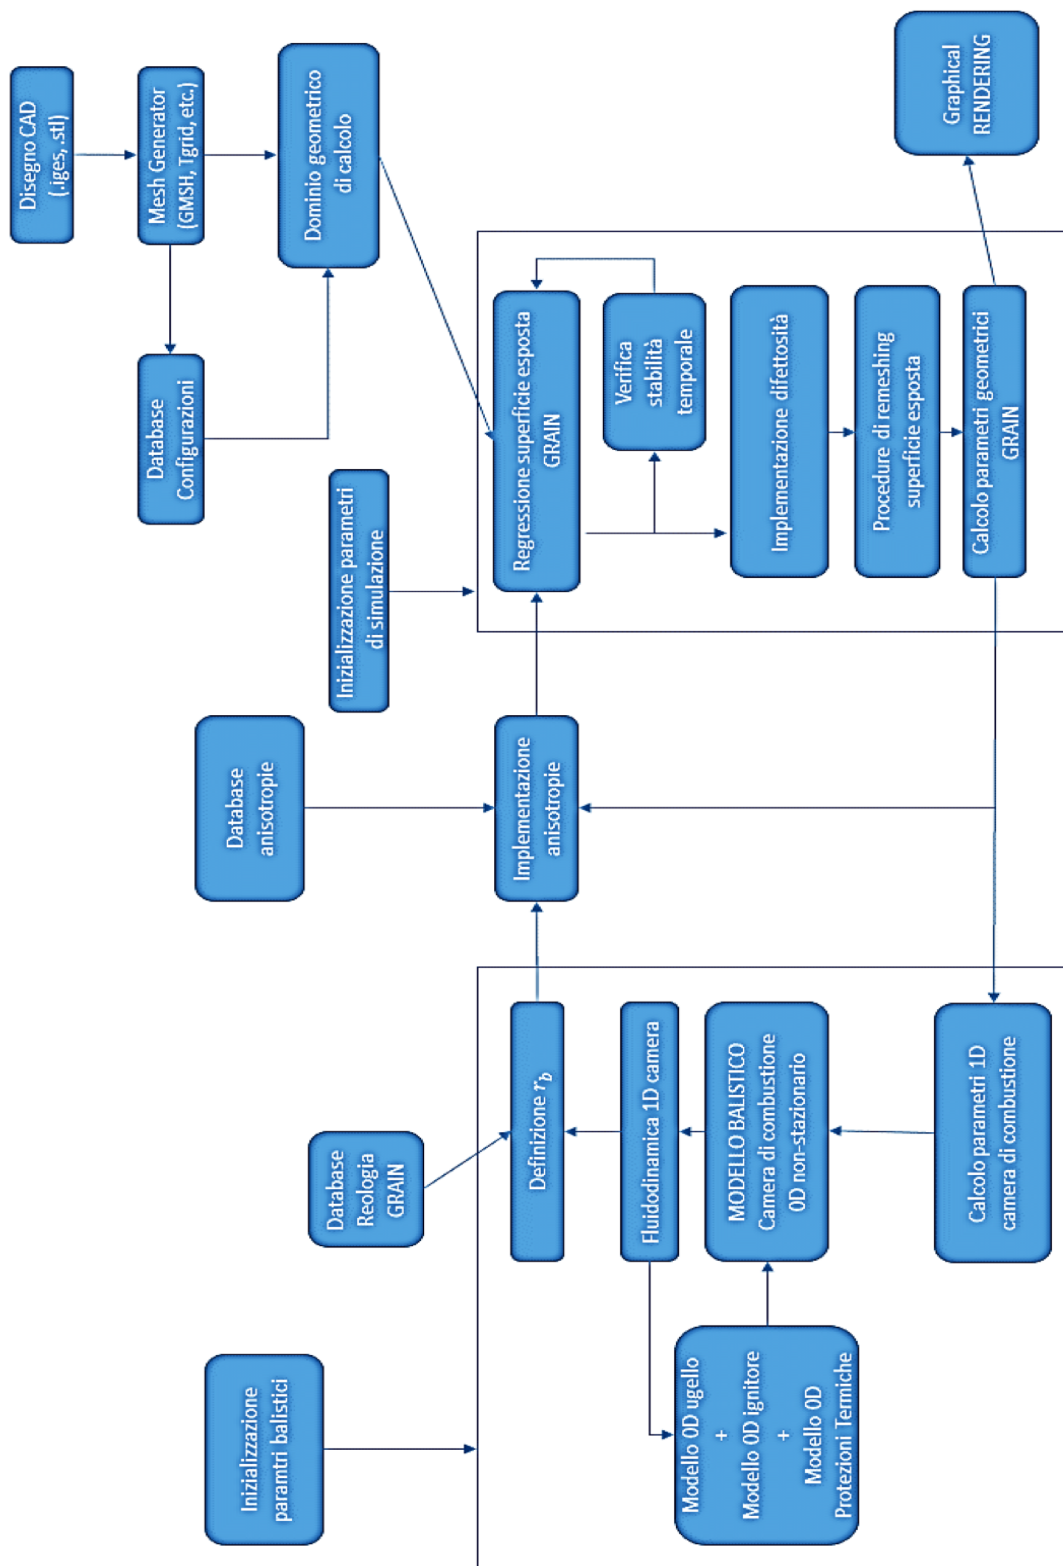 Disegno CAD
(.iges, .stl)
Mesh Generator
(GMSH, Tgrid, etc.)
Dominio geometrico
di calcolo
Database
Configurazioni
Inizializzazione parametri
di simulazione
Database
anisotropie
Inizializzazione
paramtri balistici
Database
Reologia
GRAIN
Definizione r_b
Implementazione
anisotropie
Regressione superficie esposta
GRAIN
Verifica
stabilità
temporale
Fluidodinamica 1D camera
Modello 0D ugello
+
Modello 0D ignitore
+
Modello 0D
Protezioni Termiche
MODELLO BALISTICO
Camera di combustione
0D non-stazionario
Implementazione difettosità
Procedure di remeshing
superficie esposta
Calcolo parametri 1D
camera di combustione
Calcolo parametri geometrici
GRAIN
Graphical
RENDERING